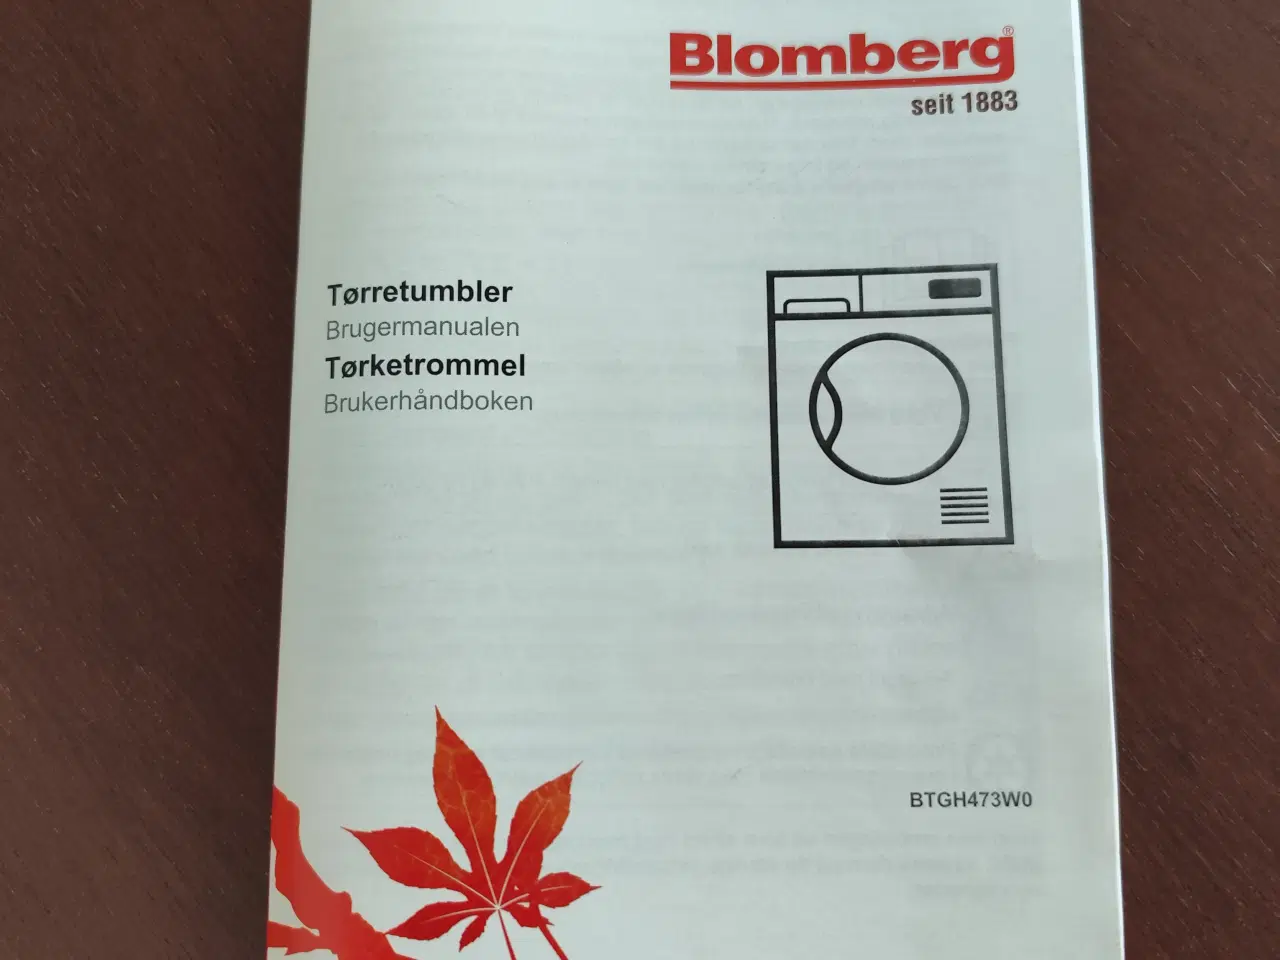 Blomberg®
seit 1883
Tørretumbler
Brugermanualen
Tørketrommel
Brukerhåndboken
BTGH473W0